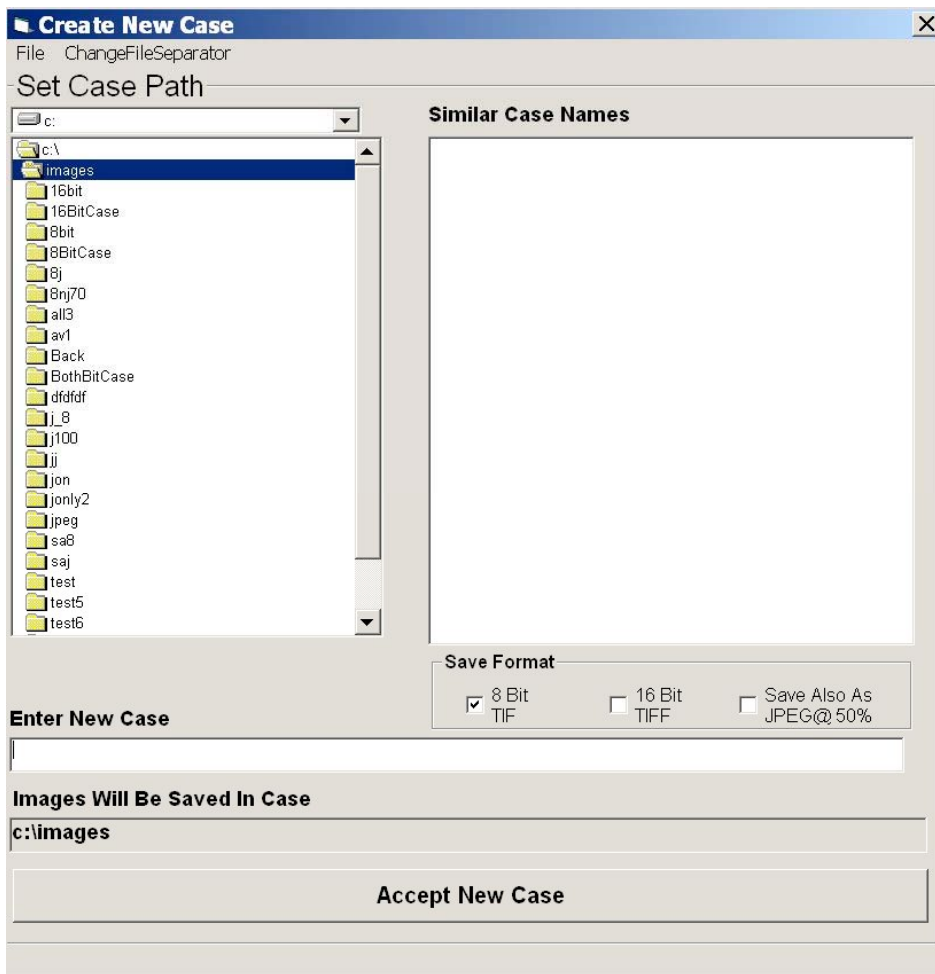 Create New Case
File ChangeFileSeparator
Set Case Path
c:
c:\
images
16bit
16BitCase
8bit
8BitCase
8j
8nj70
all3
av1
Back
BothBitCase
dfdfdf
j_8
j100
jj
jon
jonly2
jpeg
sa8
saj
test
test5
test6
Similar Case Names
Save Format
8 Bit
TIF
16 Bit
TIFF
Save Also As
JPEG@ 50%
Enter New Case
Images Will Be Saved In Case
c:\images
Accept New Case